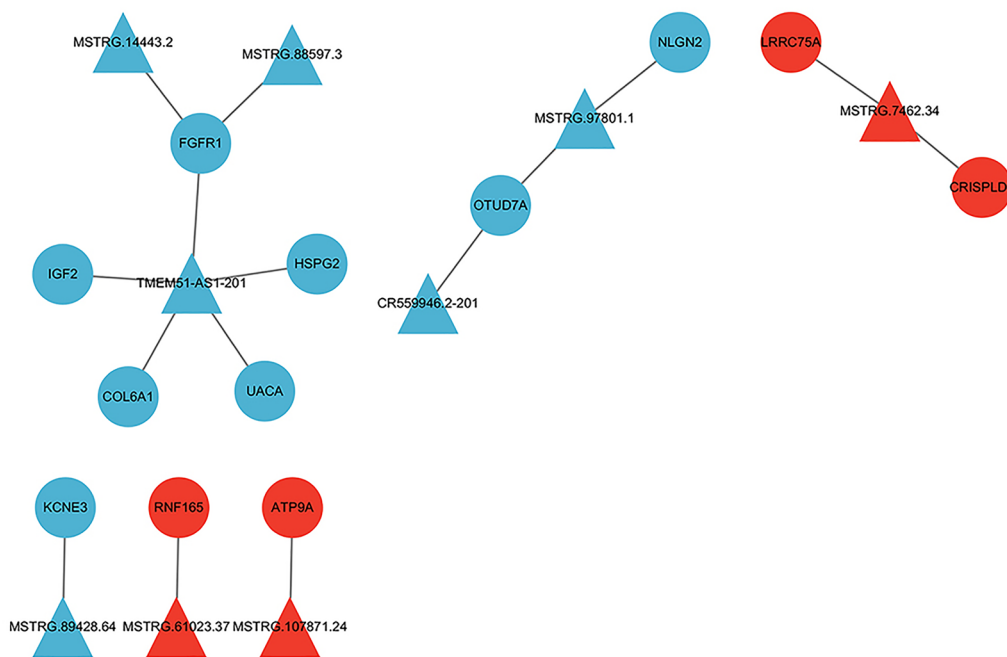 MSTRG.14443.2
MSTRG.88597.3
FGFR1
IGF2
TMEM51-AS1-201
HSPG2
COL6A1
UACA
NLGN2
MSTRG.97801.1
OTUD7A
CR559946.2-201
LRRC75A
MSTRG.7462.34
CRISPLD
KCNE3
RNF165
ATP9A
MSTRG.89428.64
MSTRG.61023.37
MSTRG.107871.24